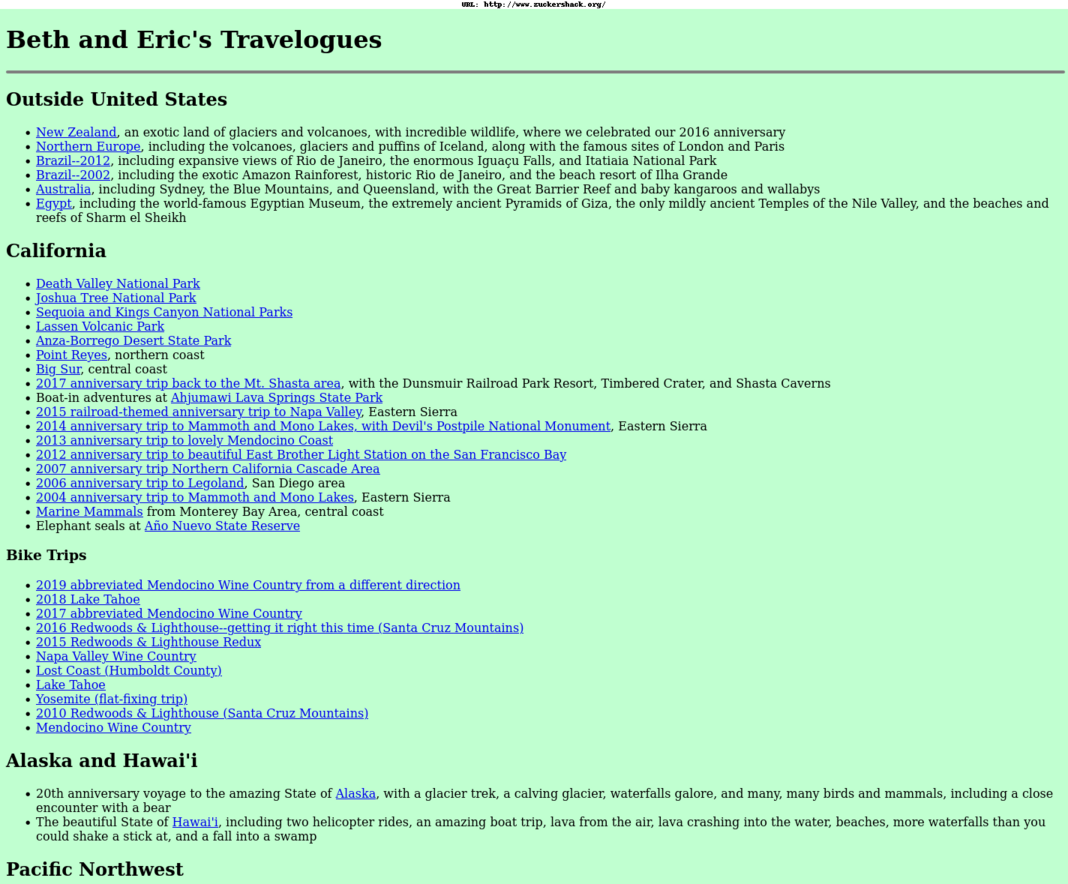 URL: http://www.zuckershack.org/
Beth and Eric's Travelogues
Outside United States
• New Zealand, an exotic land of glaciers and volcanoes, with incredible wildlife, where we celebrated our 2016 anniversary
• Northern Europe, including the volcanoes, glaciers and puffins of Iceland, along with the famous sites of London and Paris
• Brazil--2012, including expansive views of Rio de Janeiro, the enormous Iguaçu Falls, and Itatiaia National Park
• Brazil--2002, including the exotic Amazon Rainforest, historic Rio de Janeiro, and the beach resort of Ilha Grande
• Australia, including Sydney, the Blue Mountains, and Queensland, with the Great Barrier Reef and baby kangaroos and wallabys
• Egypt, including the world-famous Egyptian Museum, the extremely ancient Pyramids of Giza, the only mildly ancient Temples of the Nile Valley, and the beaches and
reefs of Sharm el Sheikh
California
• Death Valley National Park
• Joshua Tree National Park
• Sequoia and Kings Canyon National Parks
• Lassen Volcanic Park
• Anza-Borrego Desert State Park
• Point Reyes, northern coast
• Big Sur, central coast
• 2017 anniversary trip back to the Mt. Shasta area, with the Dunsmuir Railroad Park Resort, Timbered Crater, and Shasta Caverns
• Boat-in adventures at Ahjumawi Lava Springs State Park
• 2015 railroad-themed anniversary trip to Napa Valley, Eastern Sierra
• 2014 anniversary trip to Mammoth and Mono Lakes, with Devil's Postpile National Monument, Eastern Sierra
• 2013 anniversary trip to lovely Mendocino Coast
• 2012 anniversary trip to beautiful East Brother Light Station on the San Francisco Bay
• 2007 anniversary trip Northern California Cascade Area
• 2006 anniversary trip to Legoland, San Diego area
• 2004 anniversary trip to Mammoth and Mono Lakes, Eastern Sierra
• Marine Mammals from Monterey Bay Area, central coast
• Elephant seals at Año Nuevo State Reserve
Bike Trips
• 2019 abbreviated Mendocino Wine Country from a different direction
• 2018 Lake Tahoe
• 2017 abbreviated Mendocino Wine Country
• 2016 Redwoods & Lighthouse--getting it right this time (Santa Cruz Mountains)
• 2015 Redwoods & Lighthouse Redux
• Napa Valley Wine Country
• Lost Coast (Humboldt County)
• Lake Tahoe
• Yosemite (flat-fixing trip)
• 2010 Redwoods & Lighthouse (Santa Cruz Mountains)
• Mendocino Wine Country
Alaska and Hawai'i
• 20th anniversary voyage to the amazing State of Alaska, with a glacier trek, a calving glacier, waterfalls galore, and many, many birds and mammals, including a close
encounter with a bear
• The beautiful State of Hawai'i, including two helicopter rides, an amazing boat trip, lava from the air, lava crashing into the water, beaches, more waterfalls than you
could shake a stick at, and a fall into a swamp
Pacific Northwest